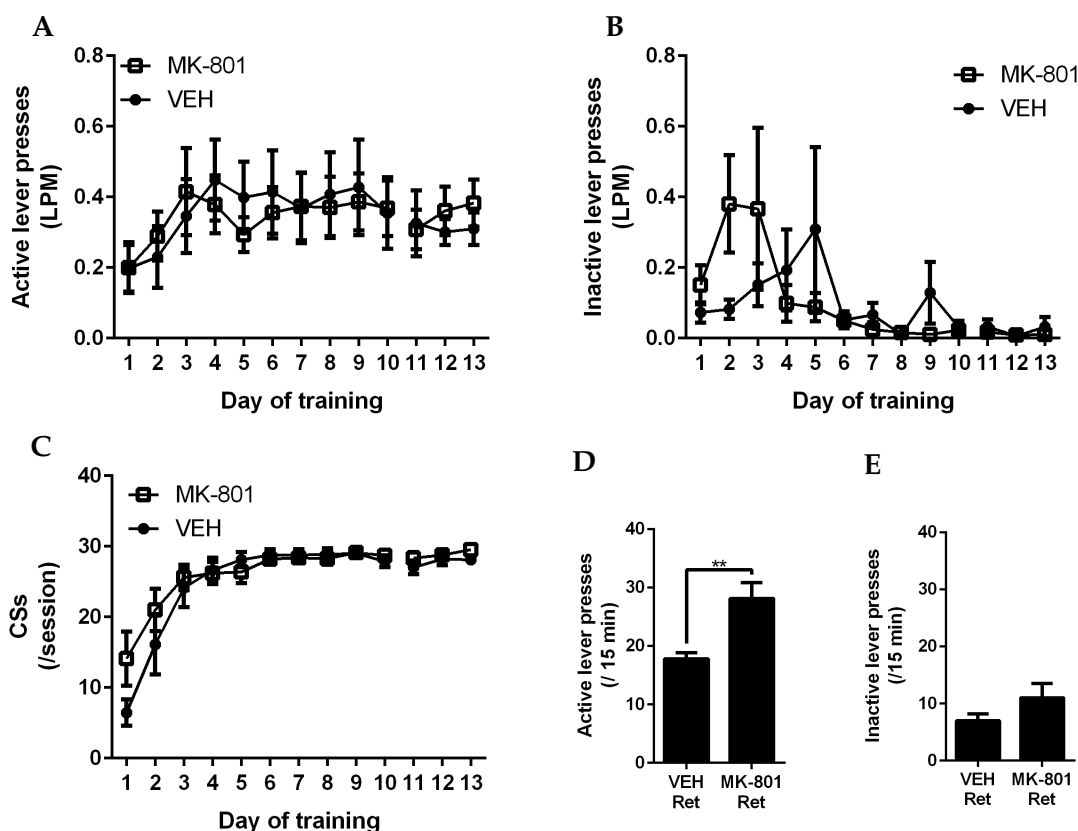 A
Active lever presses
(LPM)
0.8
0.6
0.4
0.2
0.0
MK-801
VEH
1 2 3 4 5 6 7 8 9 10 11 12 13
Day of training
B
Inactive lever presses
(LPM)
0.8
0.6
0.4
0.2
0.0
MK-801
VEH
1 2 3 4 5 6 7 8 9 10 11 12 13
Day of training
C
CSs
(/session)
40
30
20
10
0
MK-801
VEH
1 2 3 4 5 6 7 8 9 10 11 12 13
Day of training
D
Active lever presses
(/ 15 min)
40
30
20
10
0
**
VEH MK-801
Ret Ret
E
Inactive lever presses
(/15 min)
40
30
20
10
0
VEH MK-801
Ret Ret